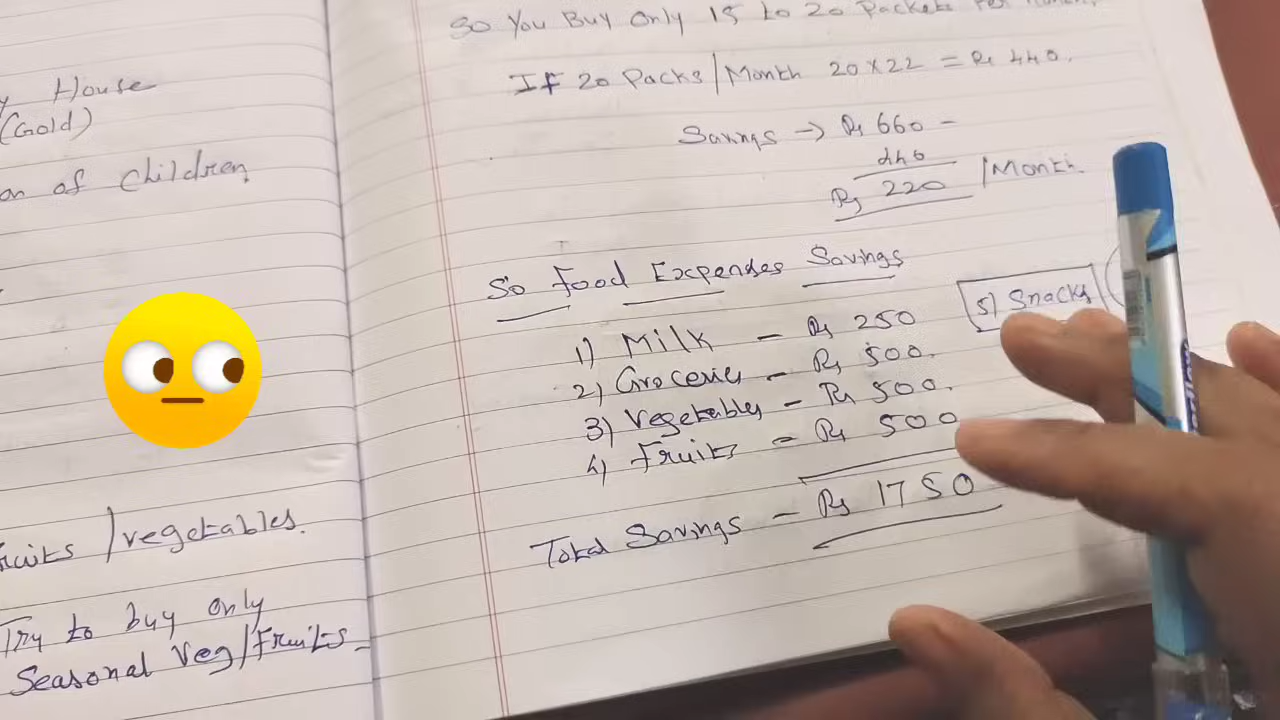 House
(Gold)
on of children
/vegetables.
Try to buy only
Seasonal Veg/Fruits
So You Buy Only 15 to 20 Packets Per
If 20 Packs/Month 20x22 = Rs 440.
Savings → Rs 660 -
440
Rs 220 /Month
So Food Expenses Savings
5) Snacks
1) Milk - Rs 250
2) Groceries - Rs 500.
3) Vegetables - Rs 500.
4) Fruits = Rs 500
Total Savings - Rs 1750